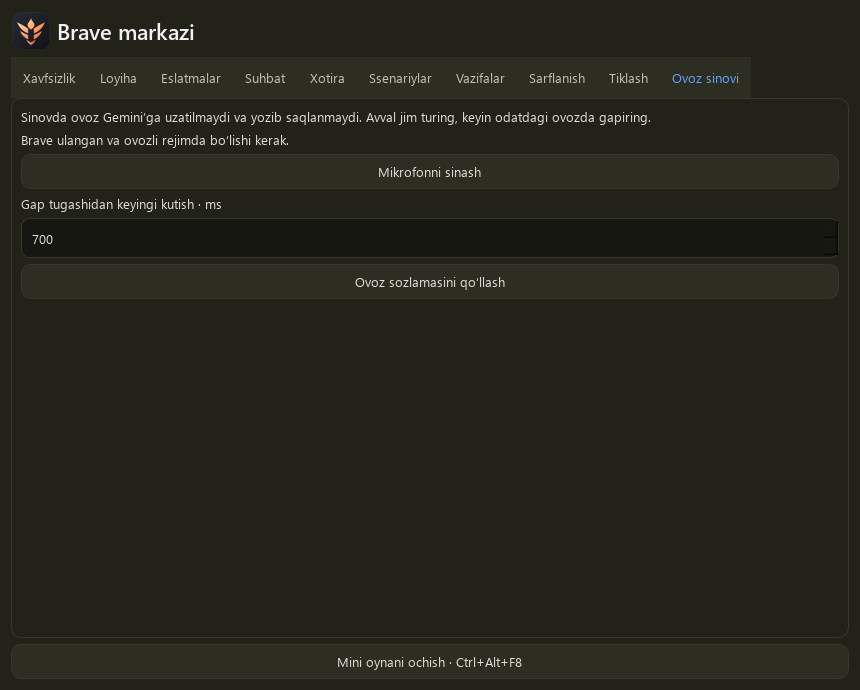 Brave markazi
Xavfsizlik Loyiha Eslatmalar Suhbat Xotira Ssenariylar Vazifalar Sarflanish Tiklash Ovoz sinovi
Sinovda ovoz Gemini'ga uzatilmaydi va yozib saqlanmaydi. Avval jim turing, keyin odatdagi ovozda gapiring.
Brave ulangan va ovozli rejimda bo'lishi kerak.
Mikrofonni sinash
Gap tugashidan keyingi kutish · ms
700
Ovoz sozlamasini qo'llash
Mini oynani ochish · Ctrl+Alt+F8